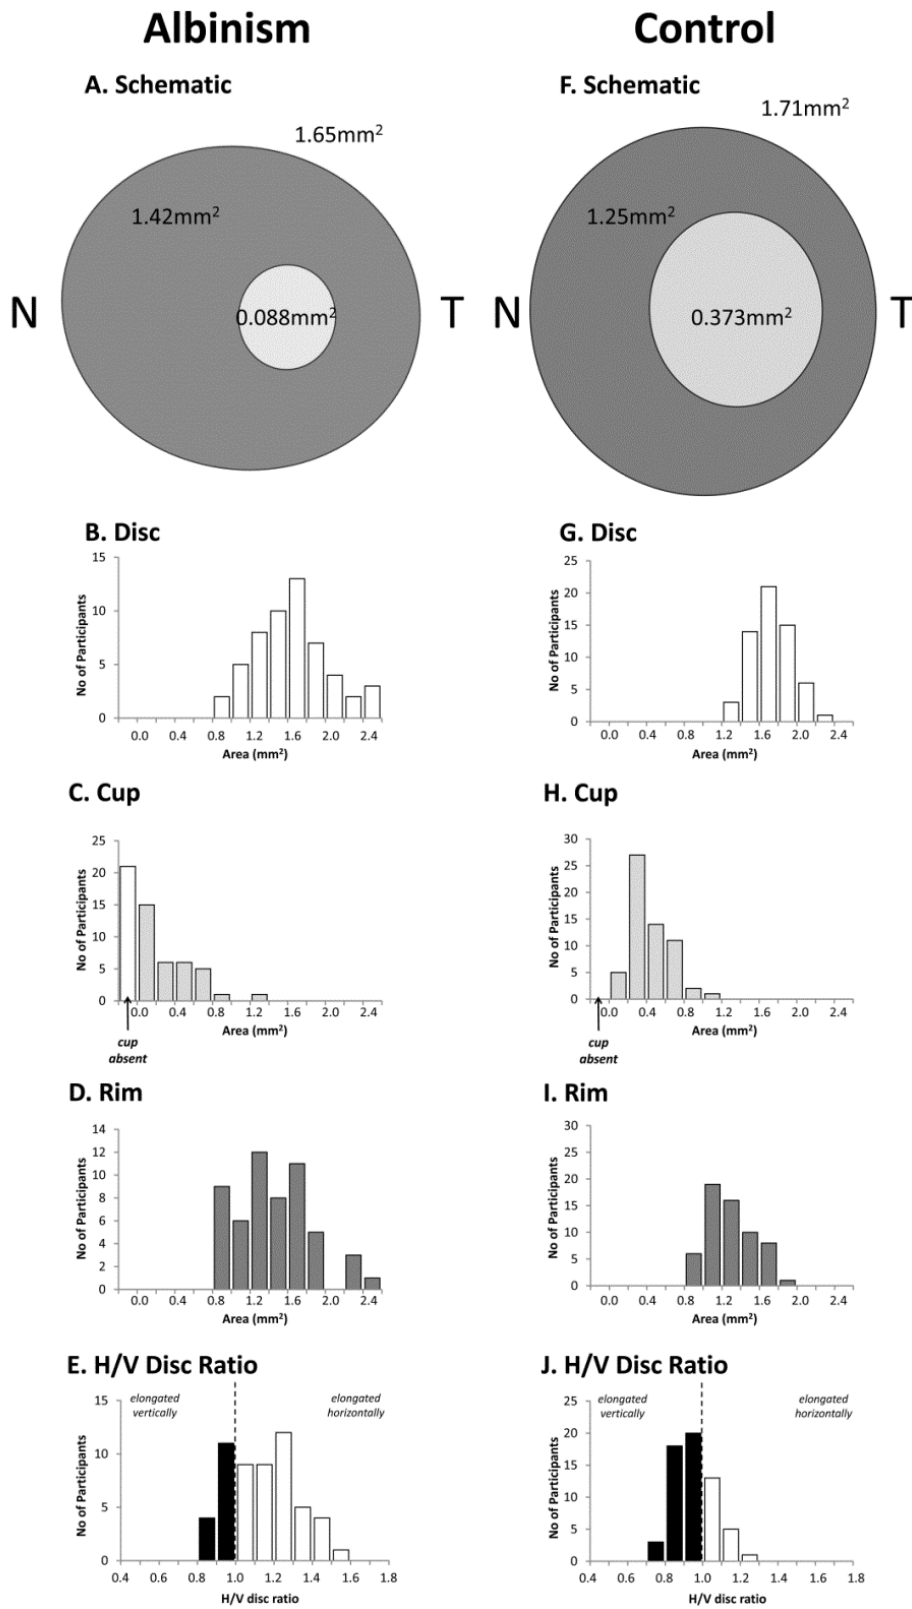 Albinism
Control
A. Schematic
F. Schematic
1.65mm²
1.71mm²
1.42mm²
1.25mm²
N
0.088mm²
T
N
0.373mm²
T
B. Disc
No of Participants
15
10
5
0
0.0 0.4 0.8 1.2 1.6 2.0 2.4
Area (mm²)
G. Disc
No of Participants
25
20
15
10
5
0
0.0 0.4 0.8 1.2 1.6 2.0 2.4
Area (mm²)
C. Cup
No of Participants
25
20
15
10
5
0
0.0 0.4 0.8 1.2 1.6 2.0 2.4
Area (mm²)
cup
absent
H. Cup
No of Participants
30
25
20
15
10
5
0
0.0 0.4 0.8 1.2 1.6 2.0 2.4
Area (mm²)
cup
absent
D. Rim
No of Participants
14
12
10
8
6
4
2
0
0.0 0.4 0.8 1.2 1.6 2.0 2.4
Area (mm²)
I. Rim
No of Participants
30
25
20
15
10
5
0
0.0 0.4 0.8 1.2 1.6 2.0 2.4
Area (mm²)
E. H/V Disc Ratio
elongated
vertically
elongated
horizontally
No of Participants
15
10
5
0
0.4 0.6 0.8 1.0 1.2 1.4 1.6 1.8
H/V disc ratio
J. H/V Disc Ratio
elongated
vertically
elongated
horizontally
No of Participants
25
20
15
10
5
0
0.4 0.6 0.8 1.0 1.2 1.4 1.6 1.8
H/V disc ratio